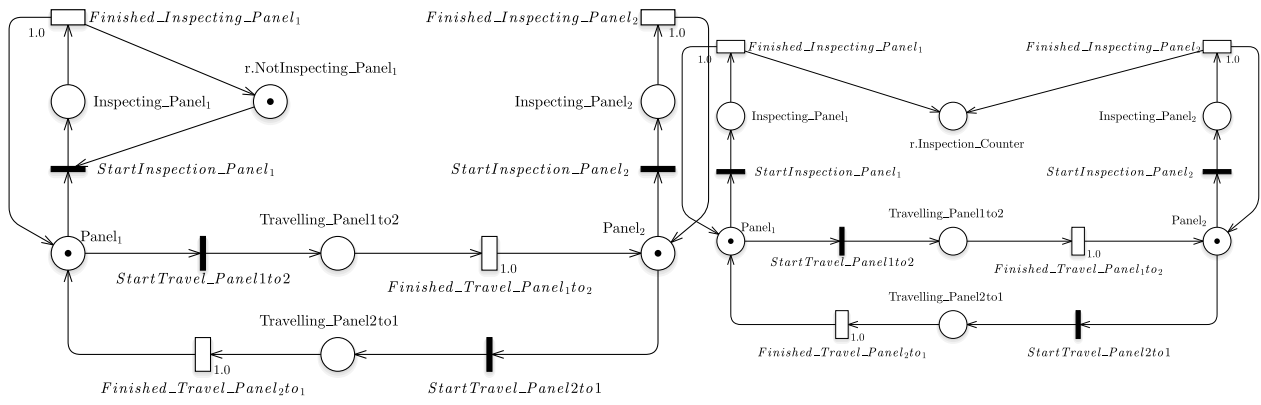 Finished_Inspecting_Panel₁
1.0
r.NotInspecting_Panel₁
Inspecting_Panel₁
StartInspection_Panel₁
Panel₁
Travelling_Panel1to2
StartTravel_Panel1to2
Finished_Travel_Panel₁to₂
1.0
Travelling_Panel2to1
1.0
Finished_Travel_Panel₂to₁
StartTravel_Panel2to1
Finished_Inspecting_Panel₂
1.0
Inspecting_Panel₂
StartInspection_Panel₂
Panel₂
Finished_Inspecting_Panel₁
1.0
Inspecting_Panel₁
r.Inspection_Counter
StartInspection_Panel₁
Panel₁
Travelling_Panel1to2
StartTravel_Panel1to2
Finished_Travel_Panel₁to₂
1.0
Travelling_Panel2to1
1.0
Finished_Travel_Panel₂to₁
StartTravel_Panel2to1
Finished_Inspecting_Panel₂
1.0
Inspecting_Panel₂
StartInspection_Panel₂
Panel₂